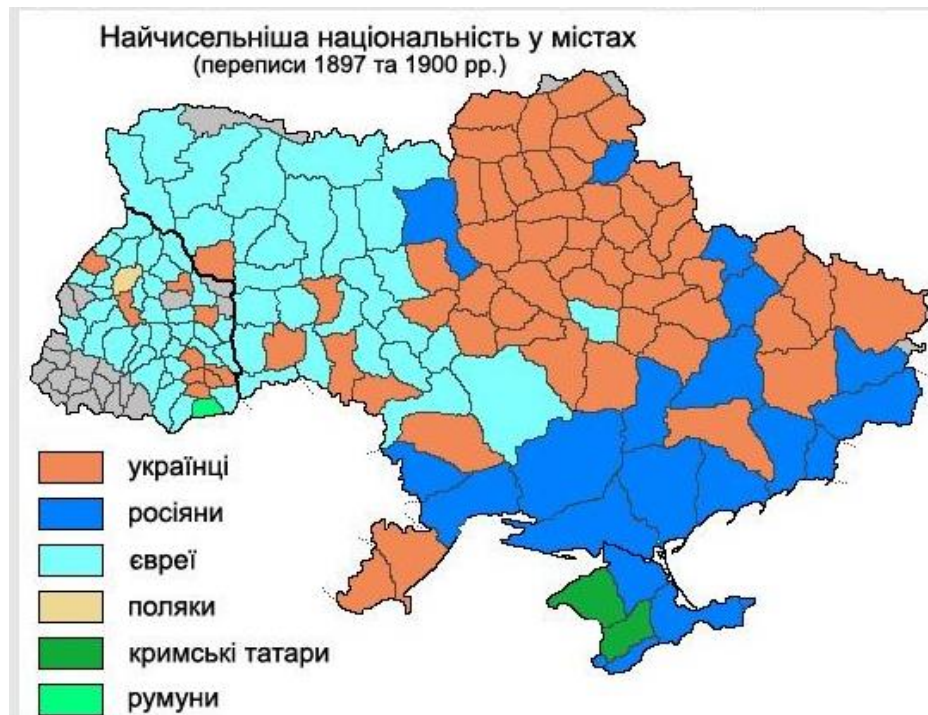 Найчисельніша національність у містах
(переписи 1897 та 1900 рр.)
українці
росіяни
євреї
поляки
кримські татари
румуни